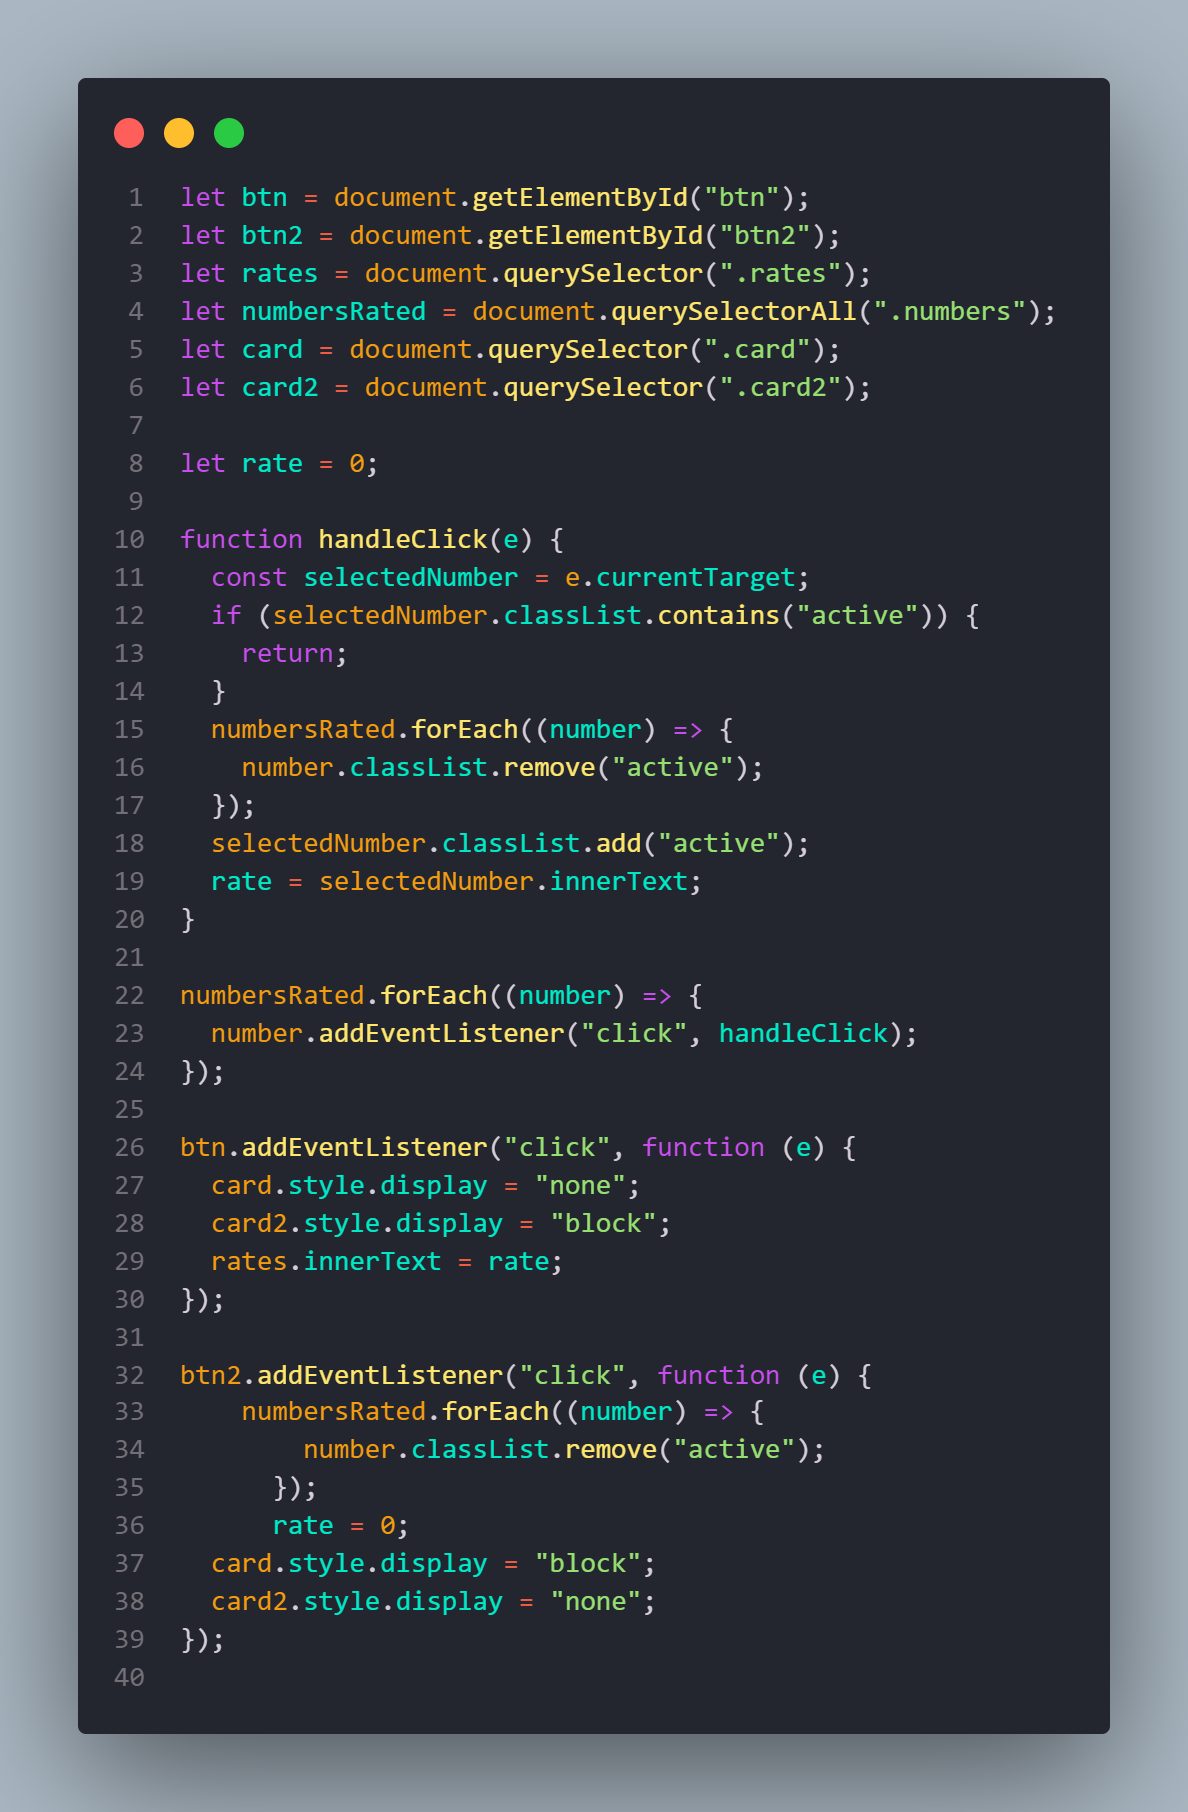 1 let btn = document.getElementById("btn");
2 let btn2 = document.getElementById("btn2");
3 let rates = document.querySelector(".rates");
4 let numbersRated = document.querySelectorAll(".numbers");
5 let card = document.querySelector(".card");
6 let card2 = document.querySelector(".card2");
7
8 let rate = 0;
9
10 function handleClick(e) {
11   const selectedNumber = e.currentTarget;
12   if (selectedNumber.classList.contains("active")) {
13     return;
14   }
15   numbersRated.forEach((number) => {
16     number.classList.remove("active");
17   });
18   selectedNumber.classList.add("active");
19   rate = selectedNumber.innerText;
20 }
21
22 numbersRated.forEach((number) => {
23   number.addEventListener("click", handleClick);
24 });
25
26 btn.addEventListener("click", function (e) {
27   card.style.display = "none";
28   card2.style.display = "block";
29   rates.innerText = rate;
30 });
31
32 btn2.addEventListener("click", function (e) {
33     numbersRated.forEach((number) => {
34         number.classList.remove("active");
35       });
36       rate = 0;
37   card.style.display = "block";
38   card2.style.display = "none";
39 });
40